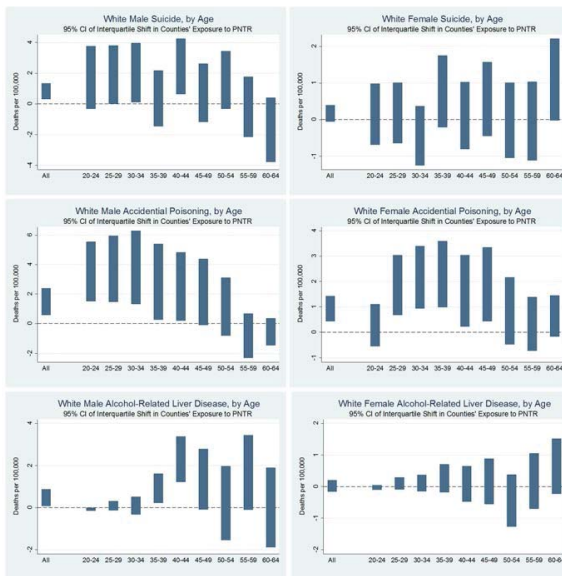 White Male Suicide, by Age
95% CI of Interquartile Shift in Counties' Exposure to PNTR
Deaths per 100,000
4
2
0
-2
-4
All 20-24 25-29 30-34 35-39 40-44 45-49 50-54 55-59 60-64
White Female Suicide, by Age
95% CI of Interquartile Shift in Counties' Exposure to PNTR
Deaths per 100,000
2
1
0
-1
All 20-24 25-29 30-34 35-39 40-44 45-49 50-54 55-59 60-64
White Male Accidential Poisoning, by Age
95% CI of Interquartile Shift in Counties' Exposure to PNTR
Deaths per 100,000
6
4
2
0
-2
All 20-24 25-29 30-34 35-39 40-44 45-49 50-54 55-59 60-64
White Female Accidential Poisoning, by Age
95% CI of Interquartile Shift in Counties' Exposure to PNTR
Deaths per 100,000
4
3
2
1
0
-1
All 20-24 25-29 30-34 35-39 40-44 45-49 50-54 55-59 60-64
White Male Alcohol-Related Liver Disease, by Age
95% CI of Interquartile Shift in Counties' Exposure to PNTR
Deaths per 100,000
4
2
0
-2
All 20-24 25-29 30-34 35-39 40-44 45-49 50-54 55-59 60-64
White Female Alcohol-Related Liver Disease, by Age
95% CI of Interquartile Shift in Counties' Exposure to PNTR
Deaths per 100,000
2
1
0
-1
-2
All 20-24 25-29 30-34 35-39 40-44 45-49 50-54 55-59 60-64